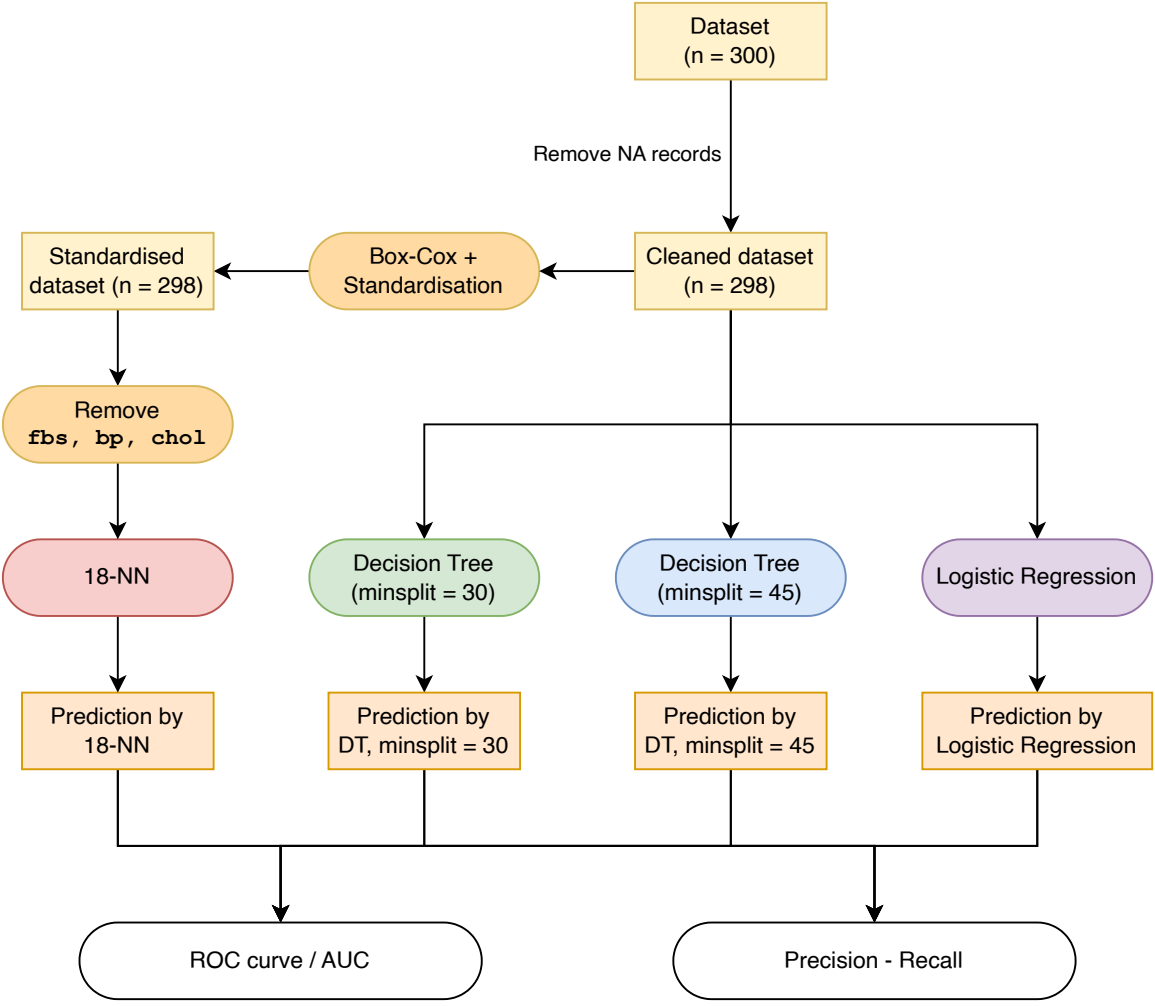 Dataset
(n = 300)
Remove NA records
Standardised
dataset (n = 298)
Box-Cox +
Standardisation
Cleaned dataset
(n = 298)
Remove
fbs, bp, chol
18-NN
Decision Tree
(minsplit = 30)
Decision Tree
(minsplit = 45)
Logistic Regression
Prediction by
18-NN
Prediction by
DT, minsplit = 30
Prediction by
DT, minsplit = 45
Prediction by
Logistic Regression
ROC curve / AUC
Precision - Recall